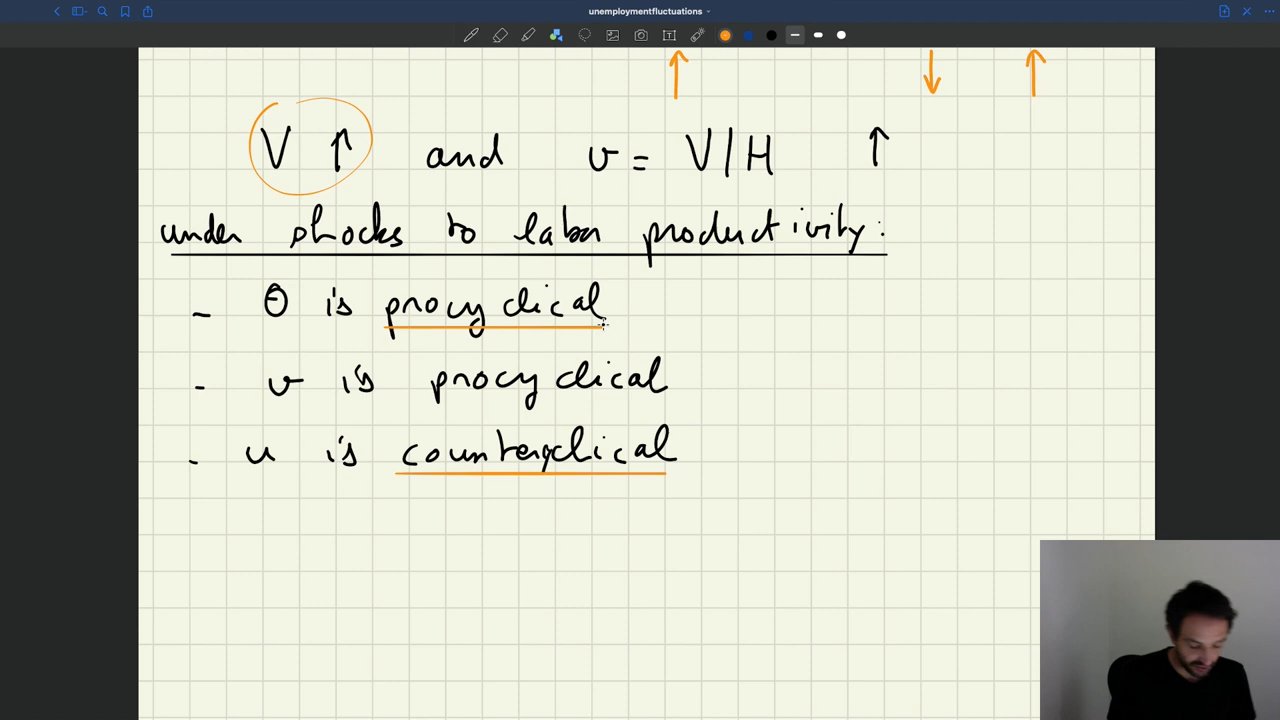 unemploymentfluctuations
V ↑ and v = V/H ↑
under shocks to labor productivity:
- θ is procyclical
- v is procyclical
- u is countercyclical